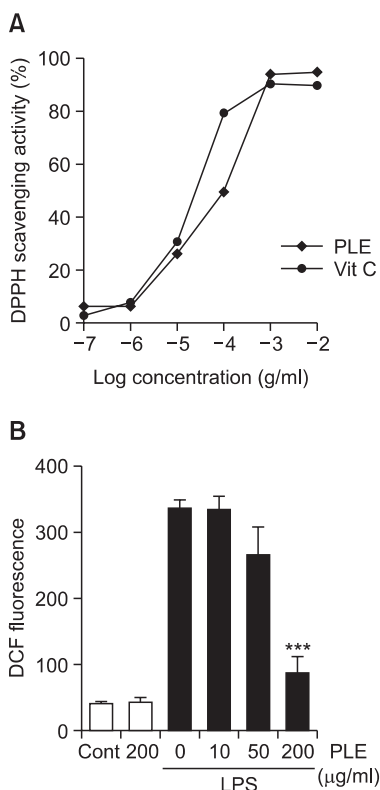 A
DPPH scavenging activity (%)
100
80
60
40
20
0
PLE
Vit C
−7 −6 −5 −4 −3 −2
Log concentration (g/ml)
B
DCF fluorescence
400
300
200
100
0
***
Cont 200 0 10 50 200 PLE
LPS (μg/ml)